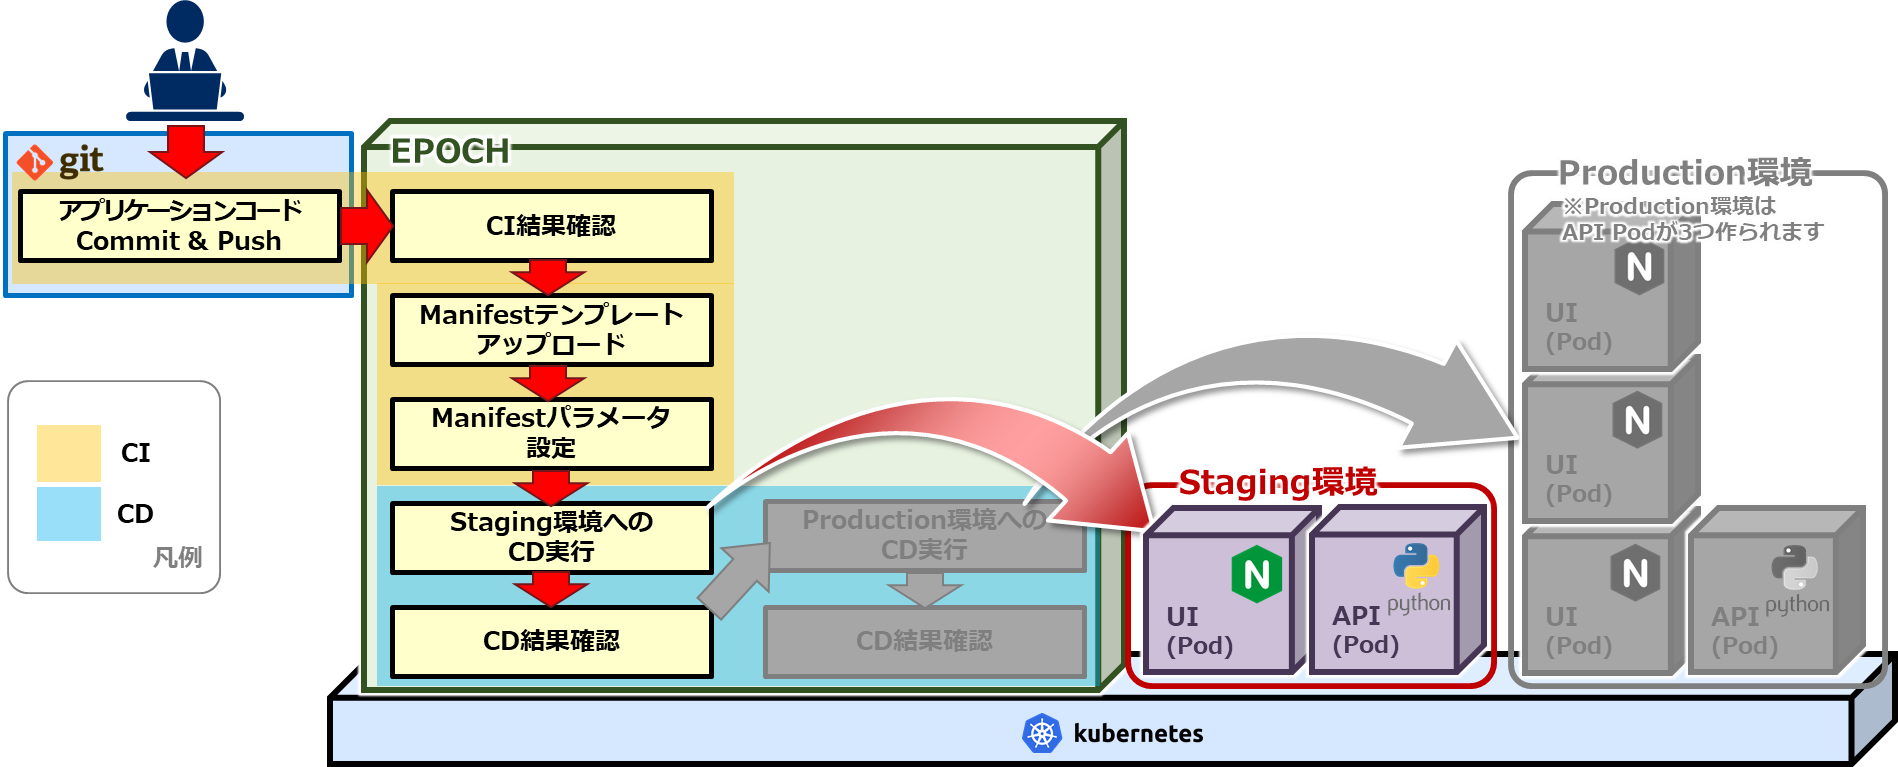 git
アプリケーションコード
Commit & Push
EPOCH
CI結果確認
Manifestテンプレート
アップロード
Manifestパラメータ
設定
Staging環境への
CD実行
CD結果確認
Production環境への
CD実行
CD結果確認
CI
CD
凡例
Staging環境
UI
(Pod)
API
(Pod)
python
Production環境
※Production環境は
API Podが3つ作られます
UI
(Pod)
UI
(Pod)
UI
(Pod)
API
(Pod)
python
kubernetes